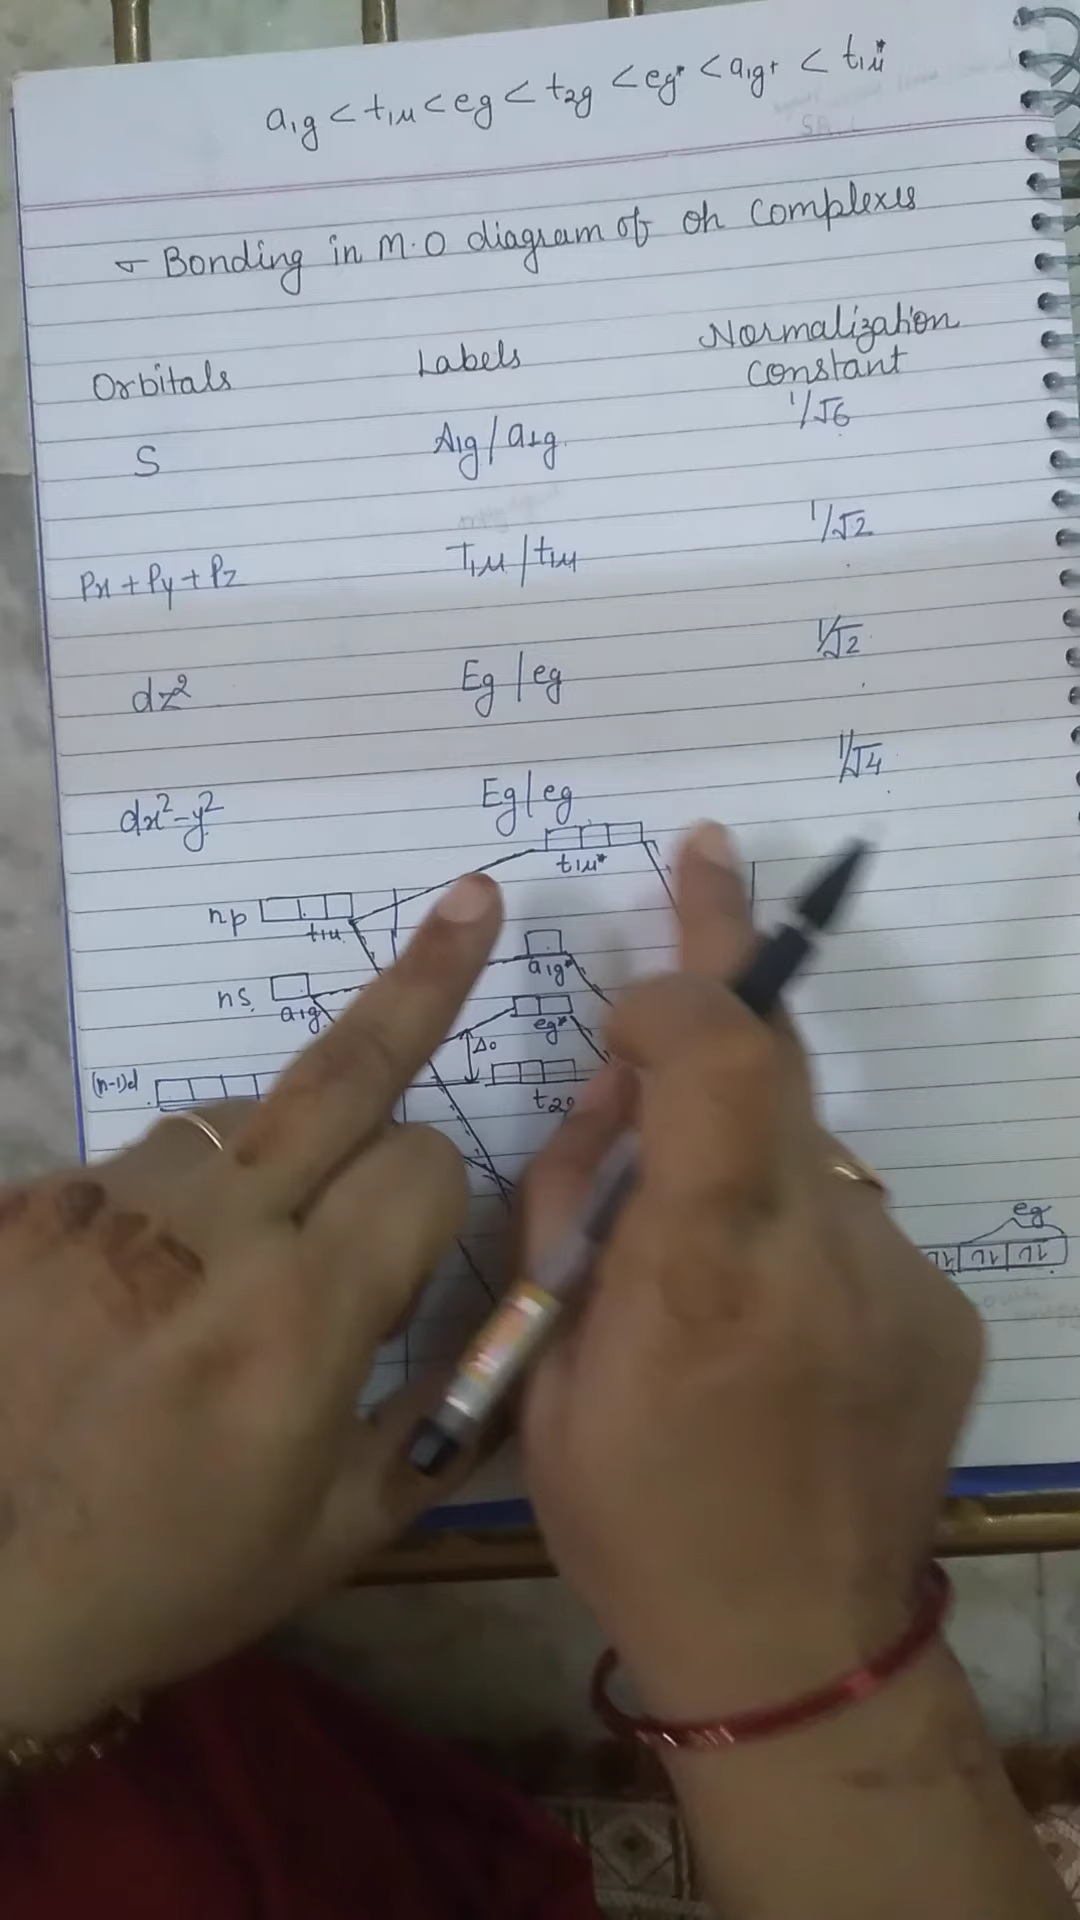 a1g < t1u < eg < t2g < eg* < a1g* < t1u*
σ Bonding in M.O diagram of oh complexes
Orbitals Labels Normalization constant
S A1g / a1g 1/√6
Px + Py + Pz T1u / t1u 1/√2
dz² Eg / eg 1/√2
dx²-y² Eg / eg 1/√4
t1u*
np
t1u
a1g*
ns
a1g
eg*
Δo
(n-1)d
t2g
eg